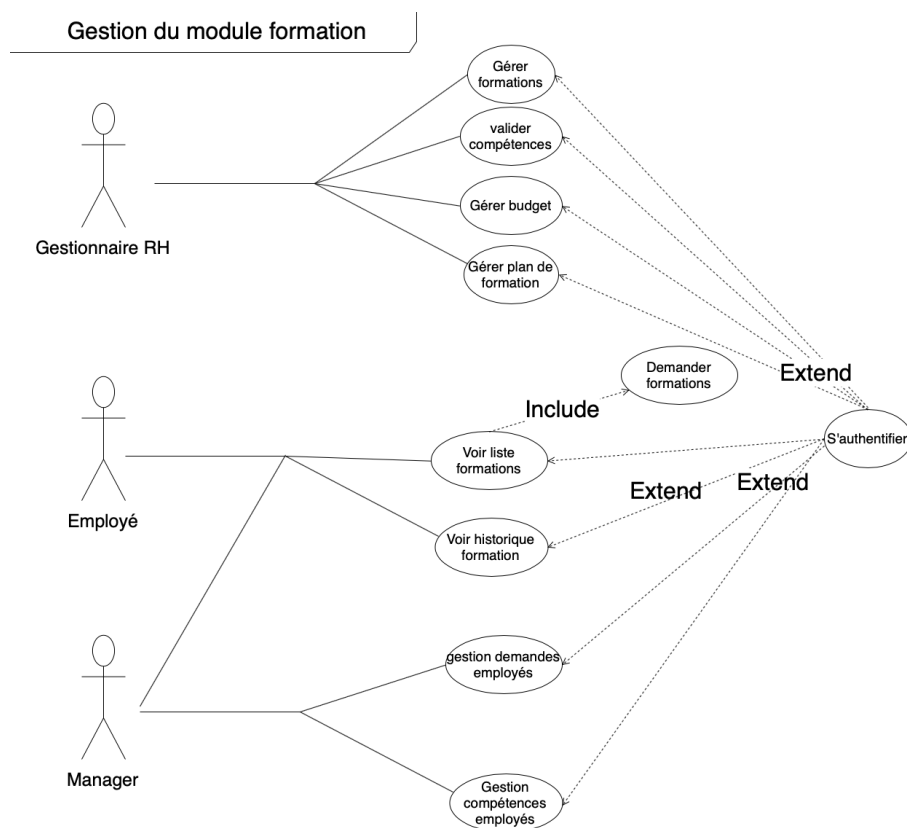 Gestion du module formation
Gérer
formations
valider
compétences
Gestionnaire RH
Gérer budget
Gérer plan de
formation
Demander
formations
Extend
Include
S'authentifier
Employé
Voir liste
formations
Extend
Extend
Voir historique
formation
gestion demandes
employés
Manager
Gestion
compétences
employés